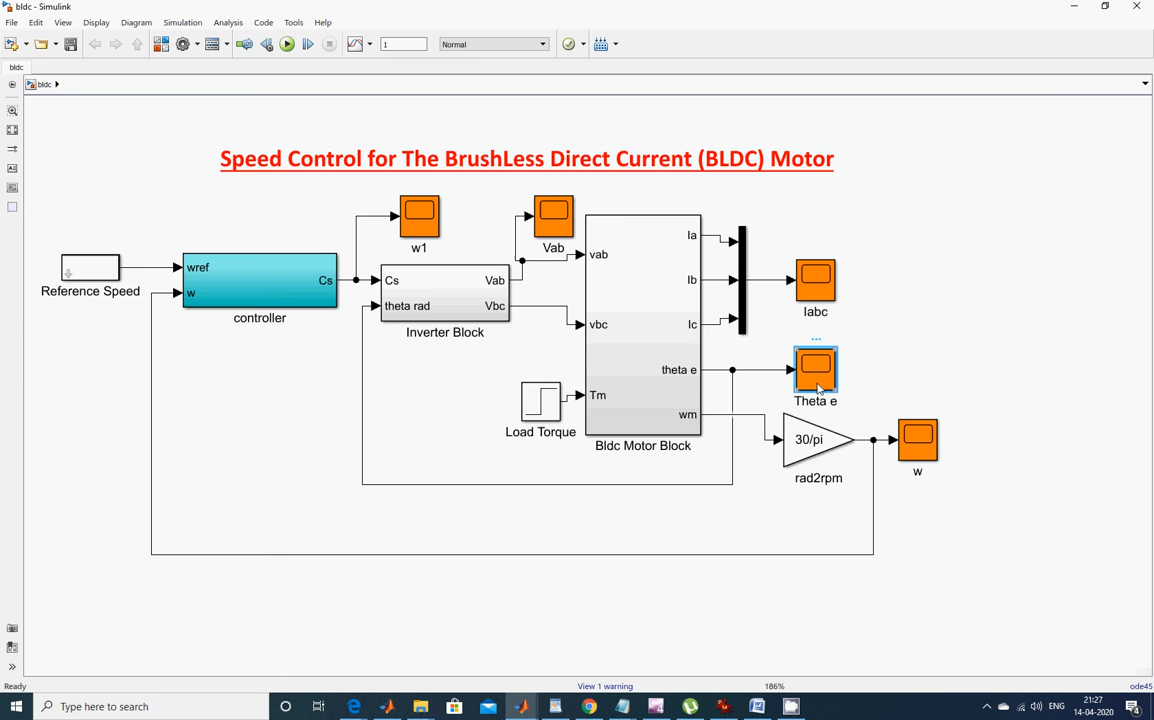 bldc - Simulink
File Edit View Display Diagram Simulation Analysis Code Tools Help
1
Normal
bldc
bldc
Speed Control for The BrushLess Direct Current (BLDC) Motor
w1
Vab
Reference Speed
wref
w
Cs
controller
Cs
theta rad
Vab
Vbc
Inverter Block
Load Torque
vab
vbc
Tm
Ia
Ib
Ic
theta e
wm
Bldc Motor Block
Iabc
...
Theta e
30/pi
rad2rpm
w
Ready
View 1 warning
186%
ode45
Type here to search
ENG
21:27
14-04-2020
4